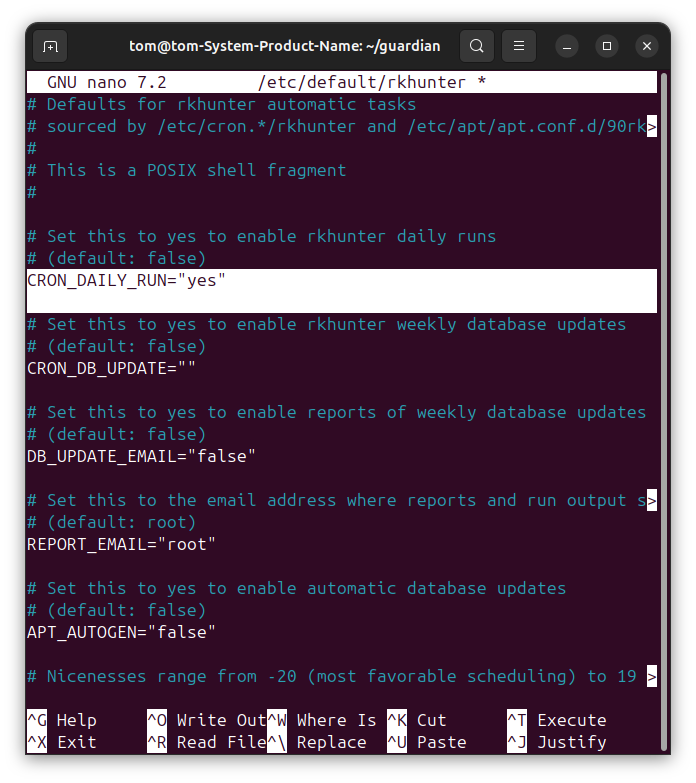 tom@tom-System-Product-Name: ~/guardian
GNU nano 7.2 /etc/default/rkhunter *
# Defaults for rkhunter automatic tasks
# sourced by /etc/cron.*/rkhunter and /etc/apt/apt.conf.d/90rk>
#
# This is a POSIX shell fragment
#
# Set this to yes to enable rkhunter daily runs
# (default: false)
CRON_DAILY_RUN="yes"
# Set this to yes to enable rkhunter weekly database updates
# (default: false)
CRON_DB_UPDATE=""
# Set this to yes to enable reports of weekly database updates
# (default: false)
DB_UPDATE_EMAIL="false"
# Set this to the email address where reports and run output s>
# (default: root)
REPORT_EMAIL="root"
# Set this to yes to enable automatic database updates
# (default: false)
APT_AUTOGEN="false"
# Nicenesses range from -20 (most favorable scheduling) to 19 >
^G Help ^O Write Out ^W Where Is ^K Cut ^T Execute
^X Exit ^R Read File ^\ Replace ^U Paste ^J Justify